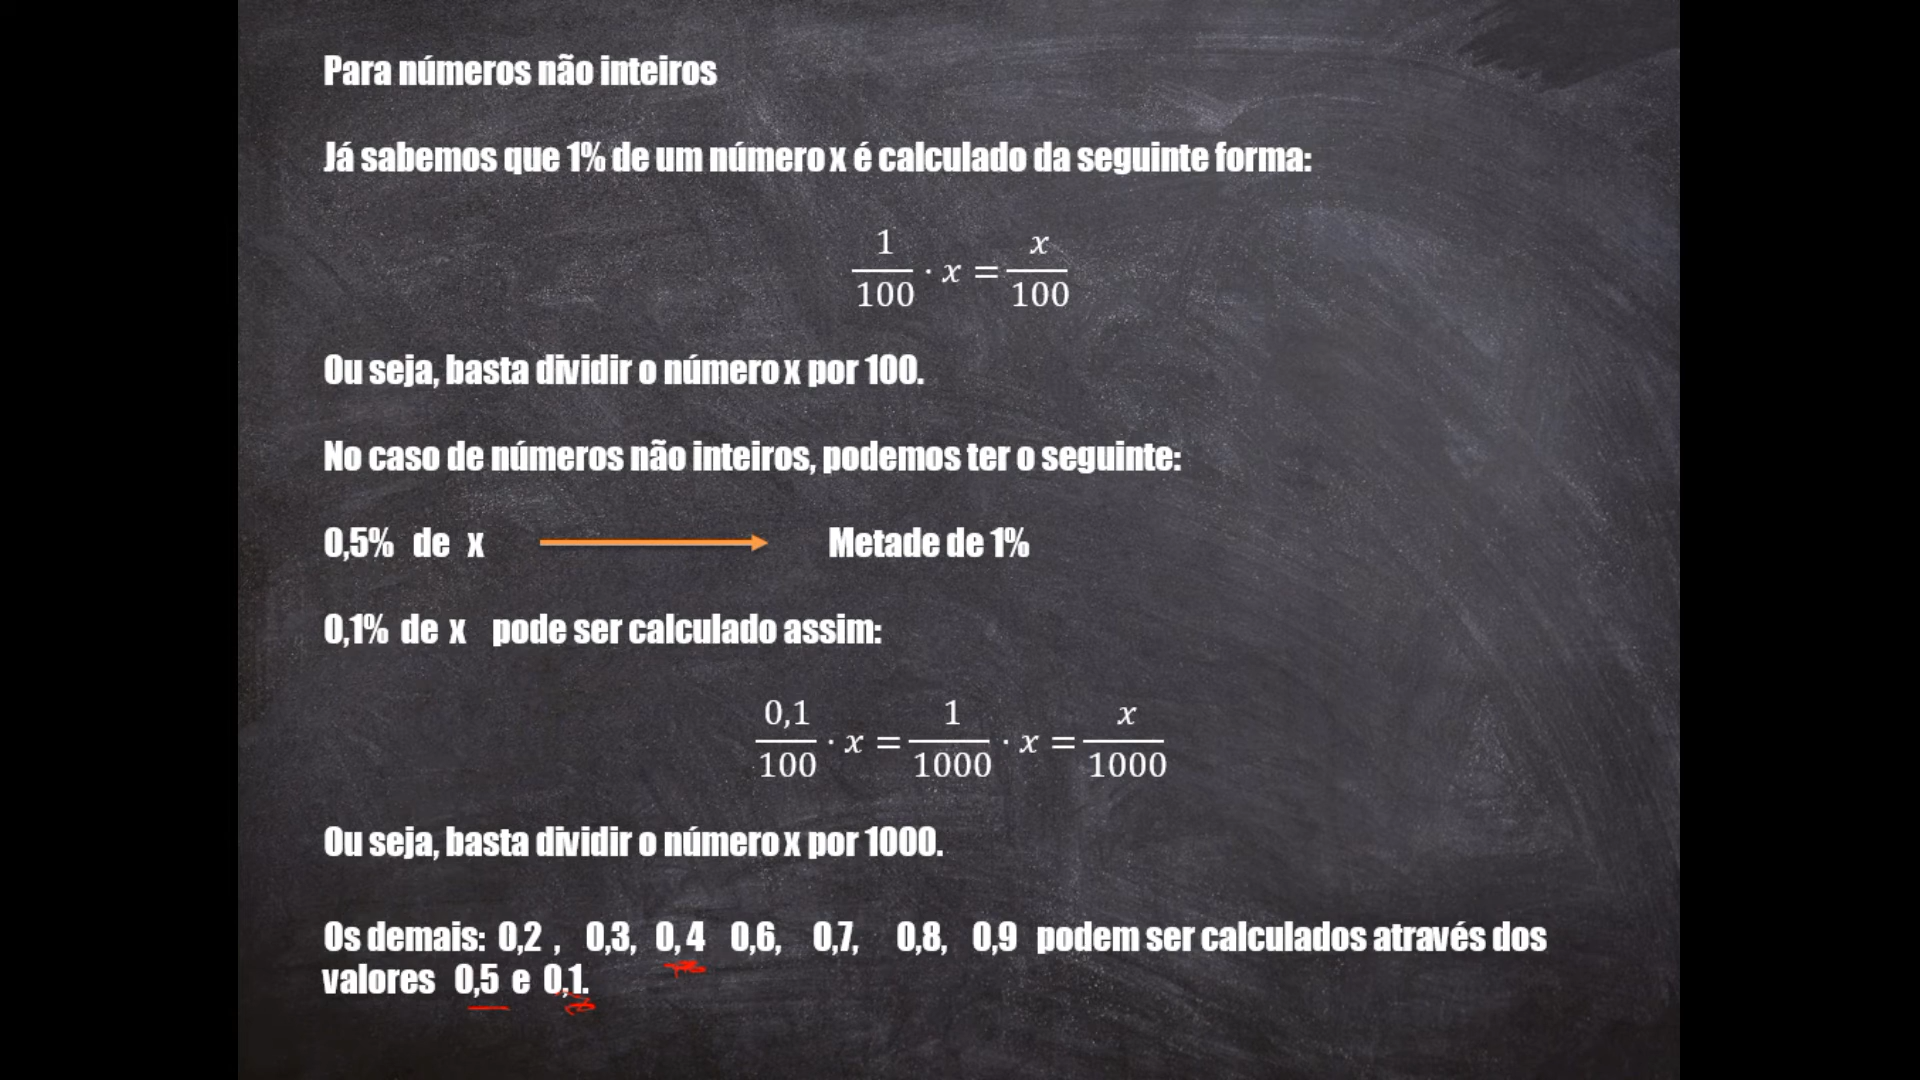 Para números não inteiros
Já sabemos que 1% de um número x é calculado da seguinte forma:
1/100 · x = x/100
Ou seja, basta dividir o número x por 100.
No caso de números não inteiros, podemos ter o seguinte:
0,5% de x → Metade de 1%
0,1% de x pode ser calculado assim:
0,1/100 · x = 1/1000 · x = x/1000
Ou seja, basta dividir o número x por 1000.
Os demais: 0,2 , 0,3, 0, 4 0,6, 0,7, 0,8, 0,9 podem ser calculados através dos
valores 0,5 e 0,1.